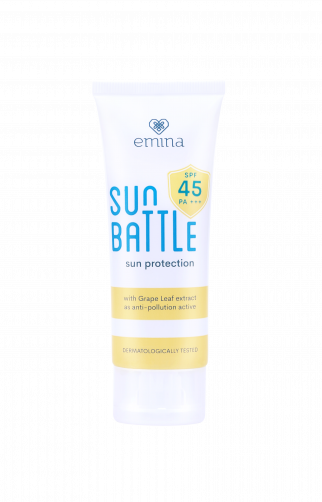 emina
SPF
45
PA +++
SUN
BATTLE
sun protection
with Grape Leaf extract
as anti-pollution active
DERMATOLOGICALLY TESTED